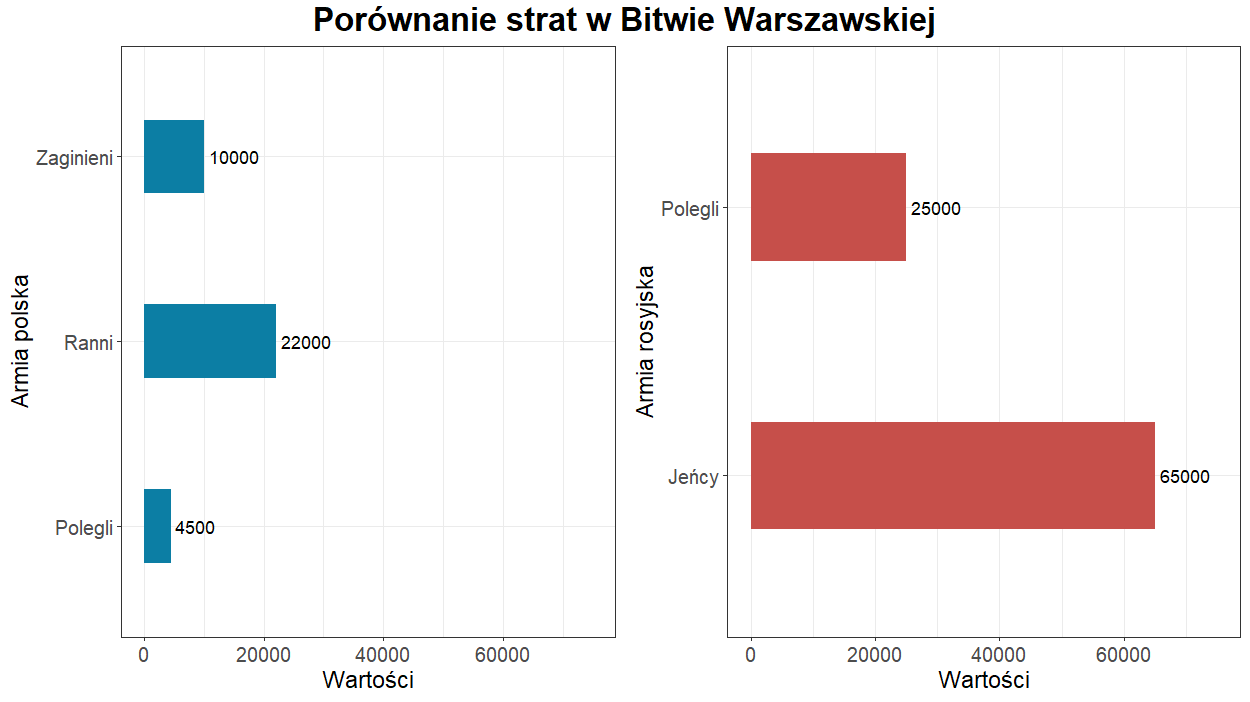 Porównanie strat w Bitwie Warszawskiej
Armia polska
Zaginieni
10000
Ranni
22000
Polegli
4500
0 20000 40000 60000
Wartości
Armia rosyjska
Polegli
25000
Jeńcy
65000
0 20000 40000 60000
Wartości